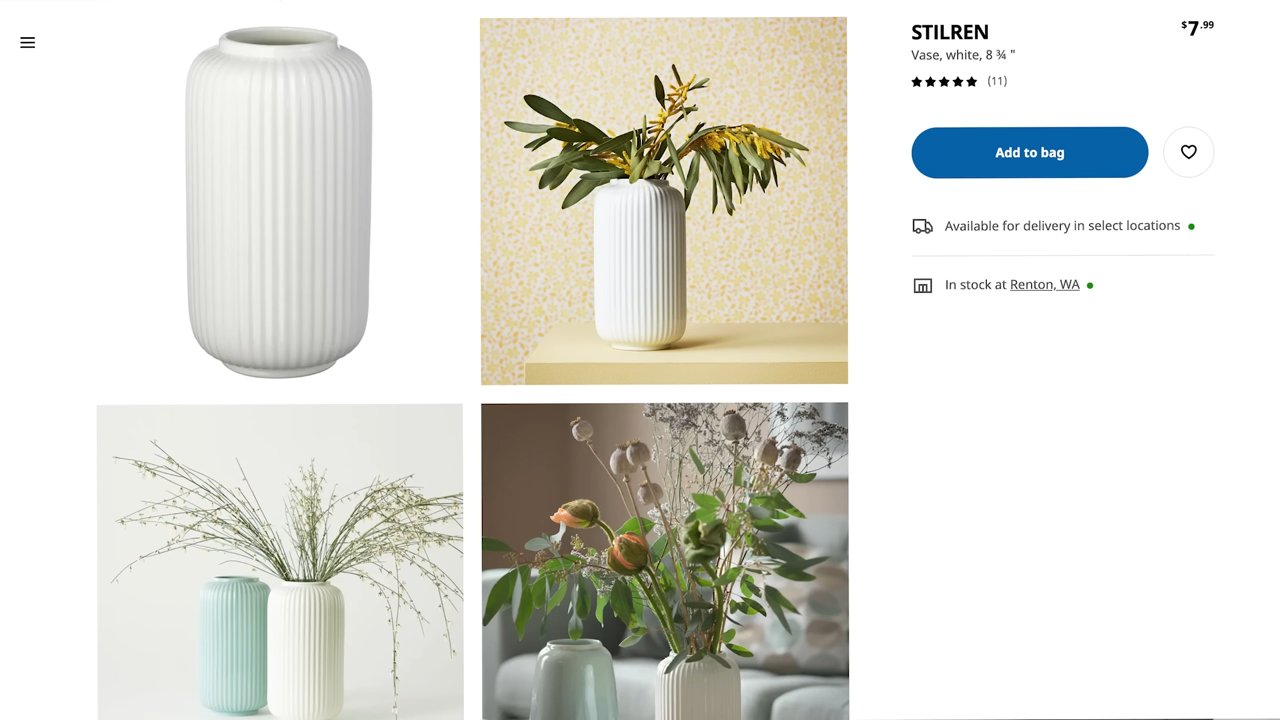 STILREN
$7.99
Vase, white, 8 ¾ "
(11)
Add to bag
Available for delivery in select locations
In stock at Renton, WA